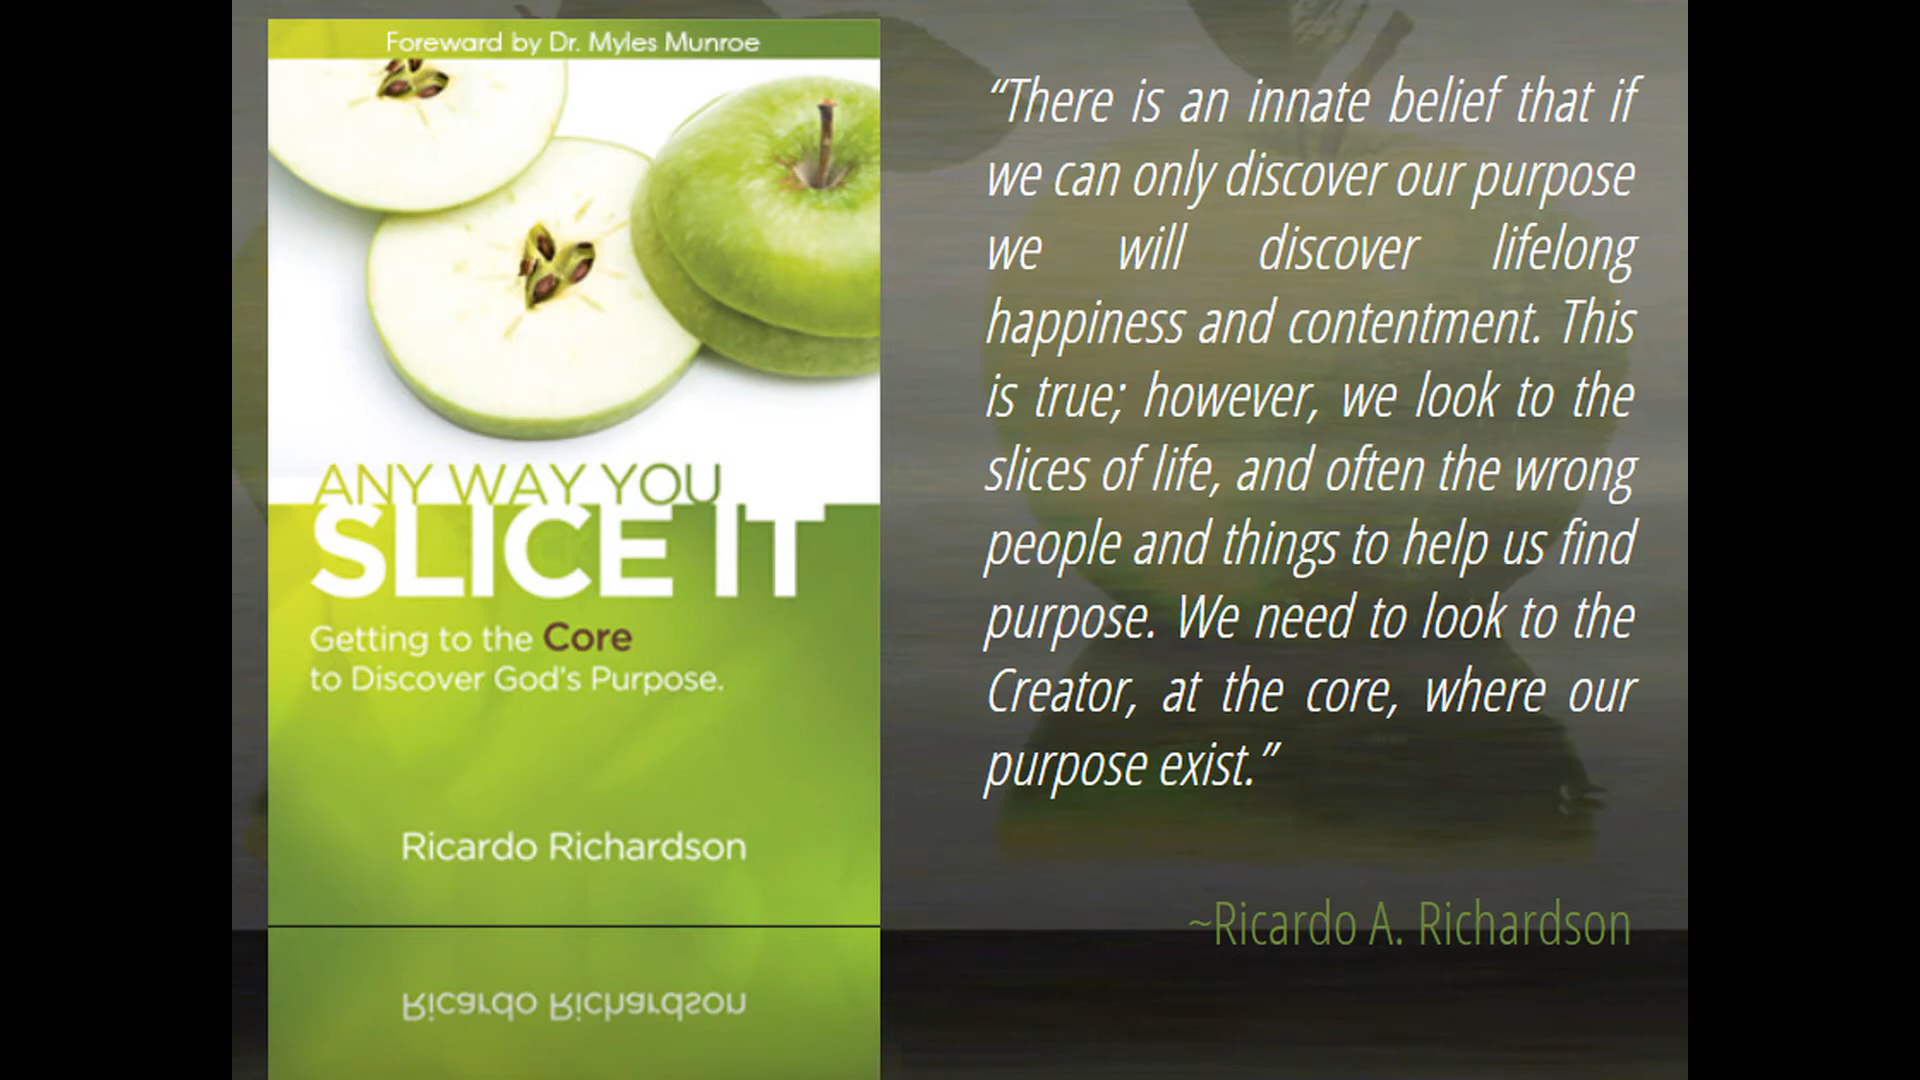 Foreward by Dr. Myles Munroe
ANY WAY YOU
SLICE IT
Getting to the Core
to Discover God's Purpose.
Ricardo Richardson
Ricardo Richardson
“There is an innate belief that if
we can only discover our purpose
we will discover lifelong
happiness and contentment. This
is true; however, we look to the
slices of life, and often the wrong
people and things to help us find
purpose. We need to look to the
Creator, at the core, where our
purpose exist.”
~Ricardo A. Richardson